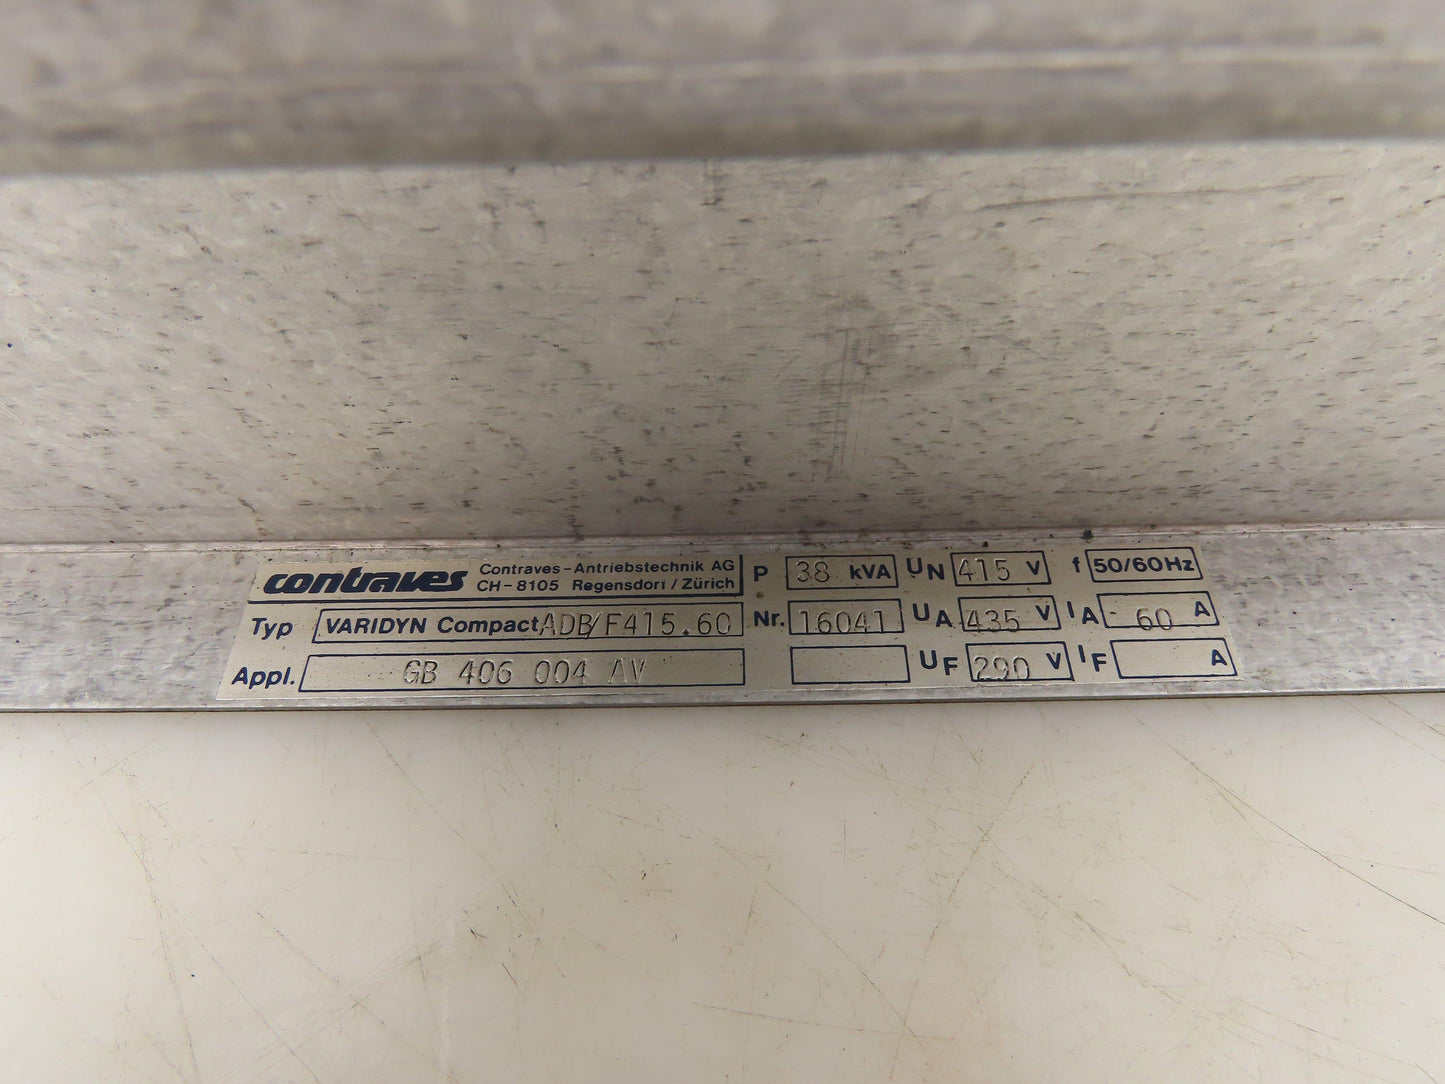 contraves Contraves-Antriebstechnik AG
CH-8105 Regensdorf/Zürich
P 38 kVA UN 415 V f 50/60Hz
Typ VARIDYN Compact ADB/F415.60 Nr. 16041 UA 435 V IA 60 A
Appl. GB 406 004 AV UF 290 V IF A